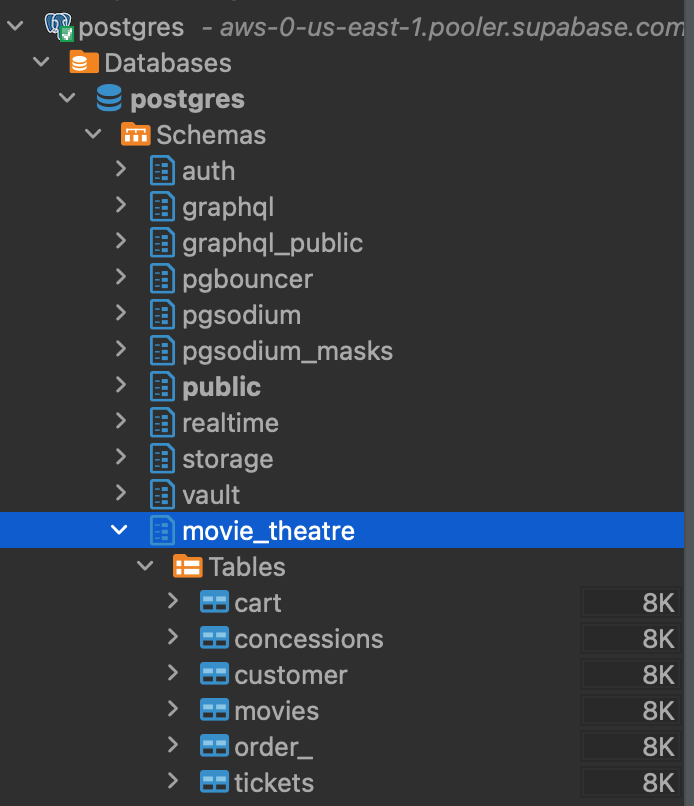 postgres - aws-0-us-east-1.pooler.supabase.com
Databases
postgres
Schemas
auth
graphql
graphql_public
pgbouncer
pgsodium
pgsodium_masks
public
realtime
storage
vault
movie_theatre
Tables
cart 8K
concessions 8K
customer 8K
movies 8K
order_ 8K
tickets 8K